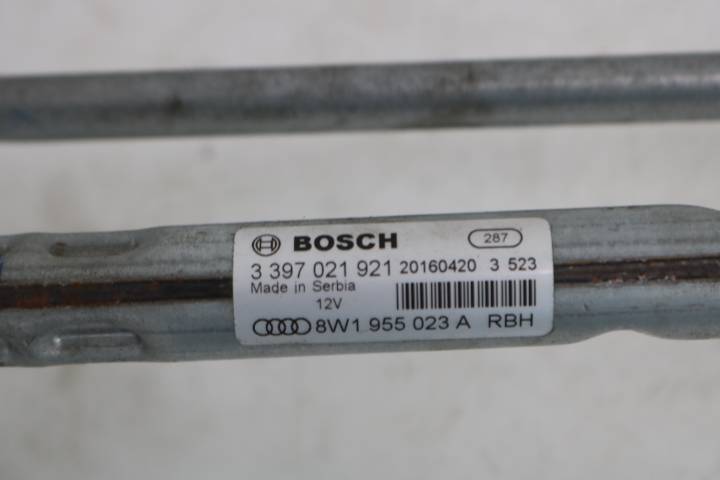 BOSCH 287
3 397 021 921 20160420 3 523
Made in Serbia
12V
8W1 955 023 A RBH